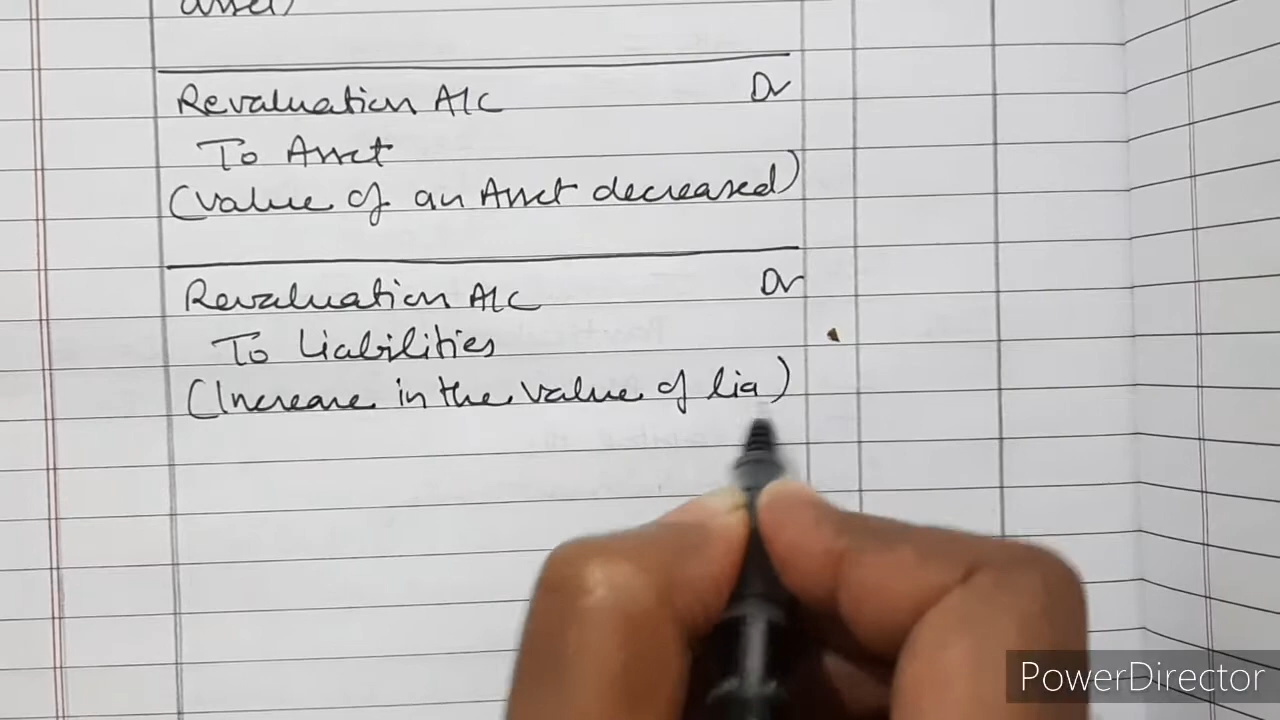 asset)
Revaluation A/C Dr
To Asset
(Value of an Asset decreased)
Revaluation A/C Dr
To Liabilities
(Increase in the value of lia)
PowerDirector